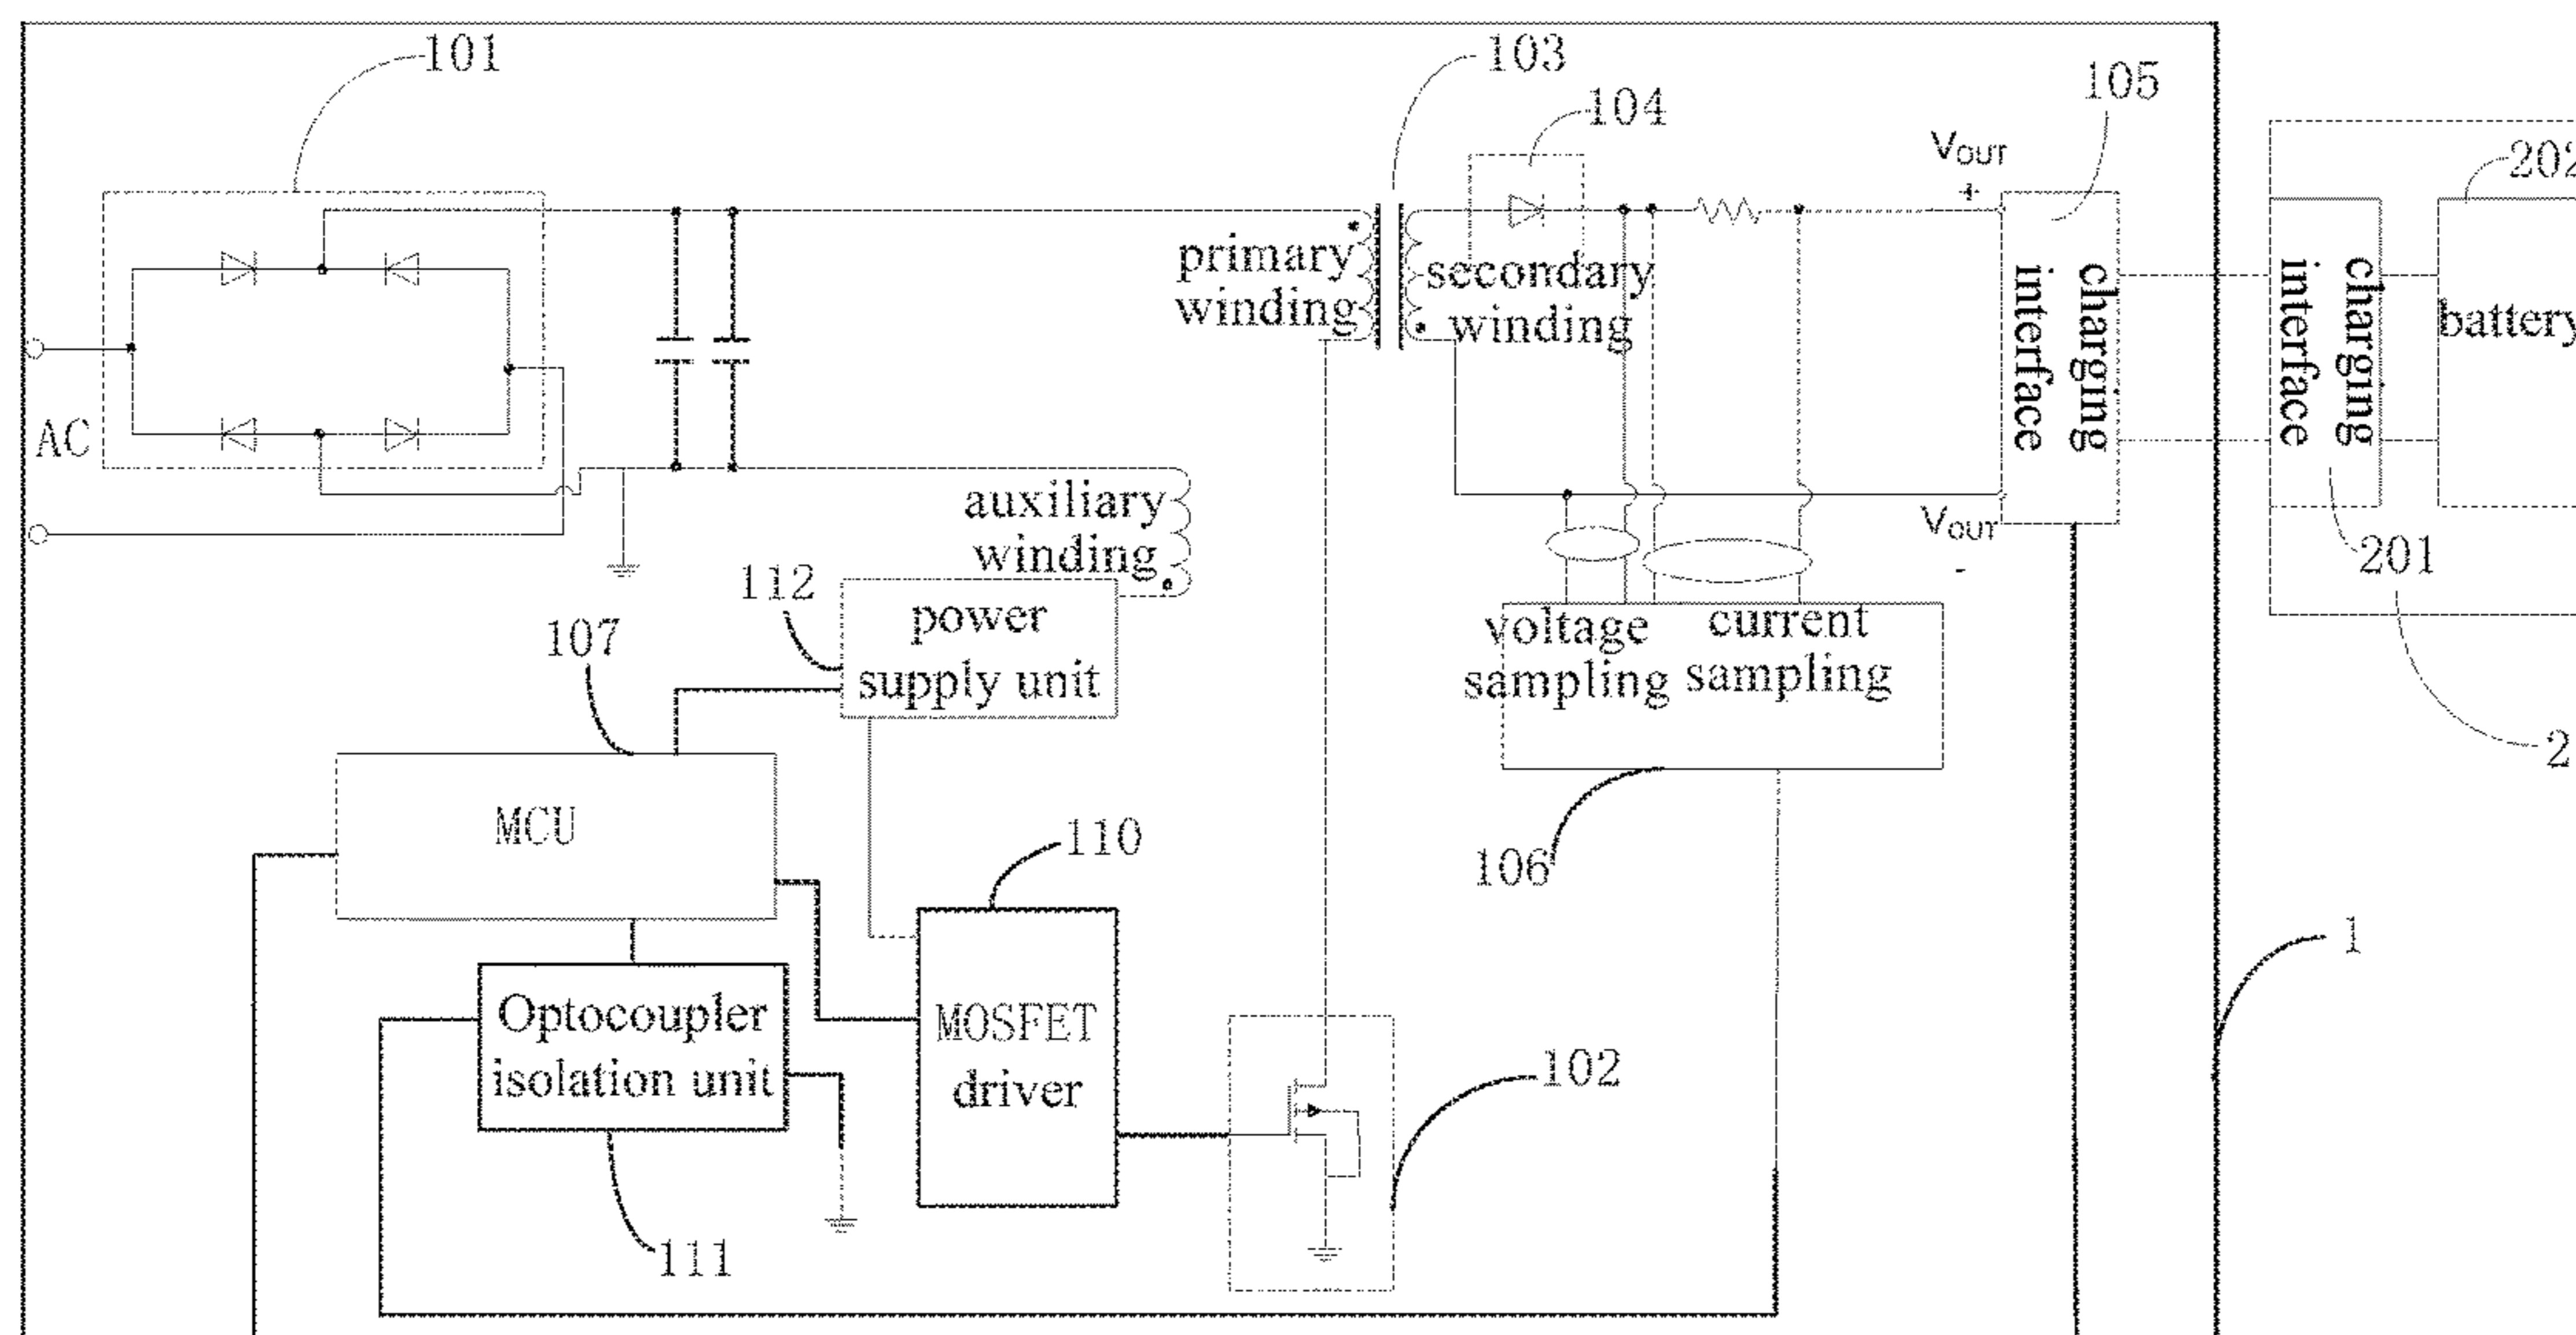 101
103
104
105
VOUT
+
202
primary
winding
secondary
winding
charging
interface
charging
interface
battery
AC
auxiliary
winding
VOUT
-
201
112
power
supply unit
107
voltage
sampling
current
sampling
2
MCU
110
106
1
Optocoupler
isolation unit
MOSFET
driver
102
111